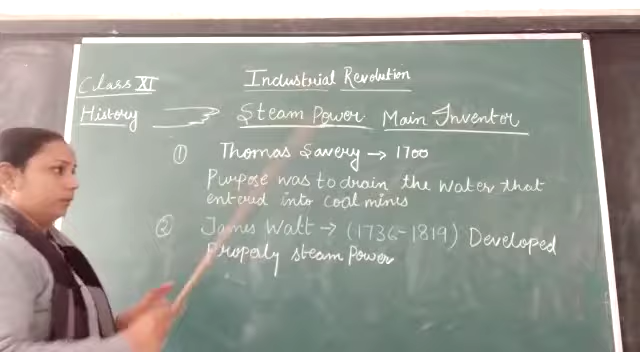 Industrial Revolution
Class XI
History
Steam Power Main Inventor
① Thomas Savery → 1700
Purpose was to drain the water that
entered into coal mines
② James Watt → (1736-1819) Developed
Properly steam Power